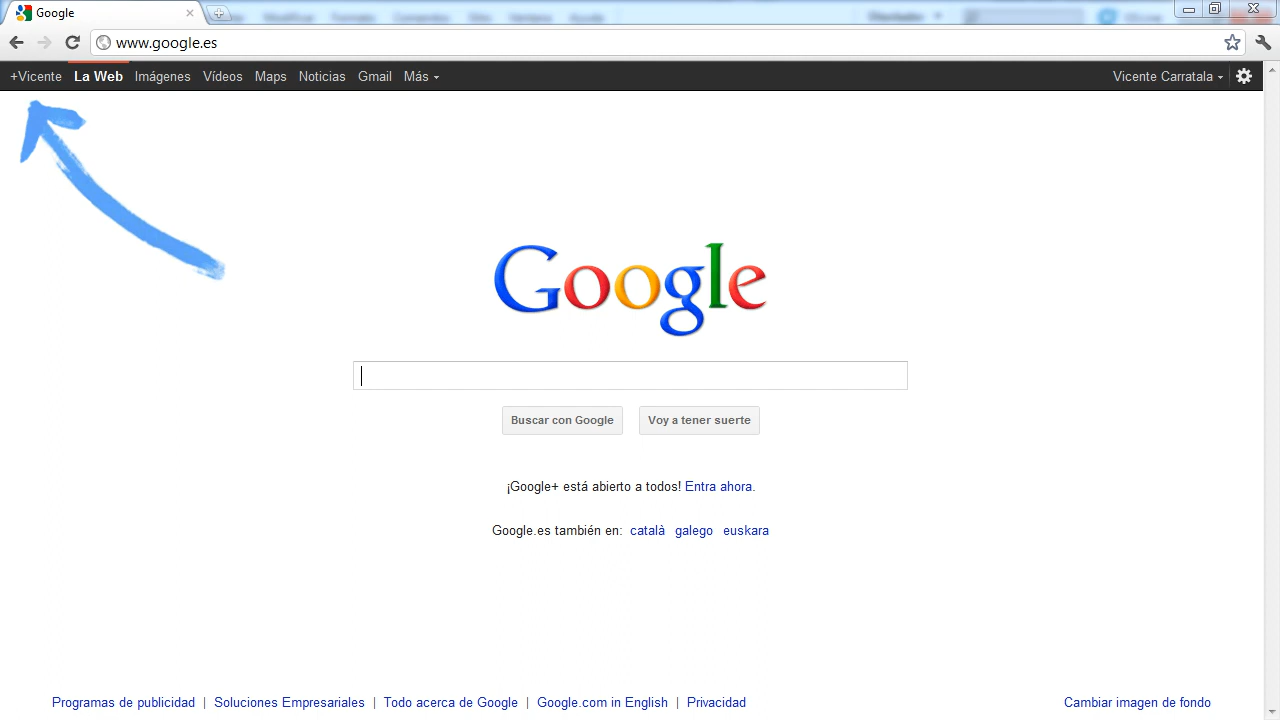 Google
www.google.es
+Vicente La Web Imágenes Vídeos Maps Noticias Gmail Más Vicente Carratala
Google
Buscar con Google Voy a tener suerte
¡Google+ está abierto a todos! Entra ahora.
Google.es también en: català galego euskara
Programas de publicidad | Soluciones Empresariales | Todo acerca de Google | Google.com in English | Privacidad Cambiar imagen de fondo